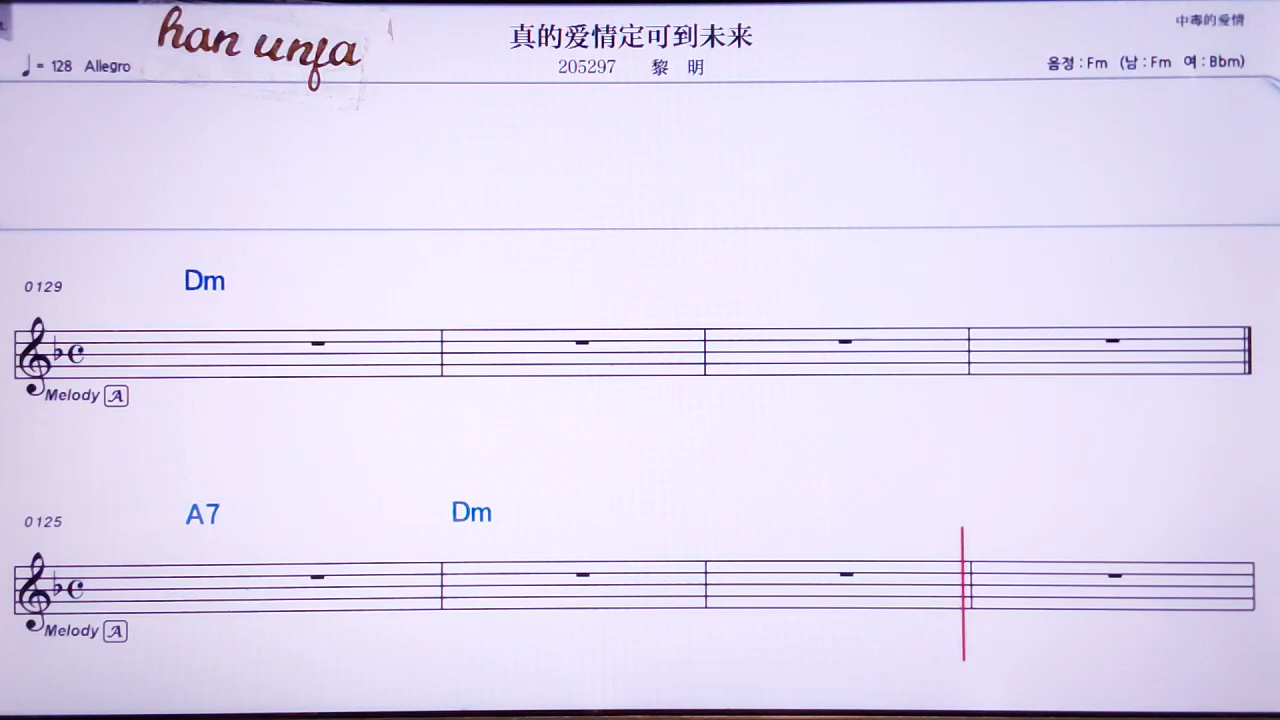 han unfa
真的爱情定可到未来
中毒的爱情
♩= 128 Allegro
205297 黎 明
음정 : Fm (남 : Fm 여 : Bbm)
0129 Dm
Melody A
0125 A7 Dm
Melody A